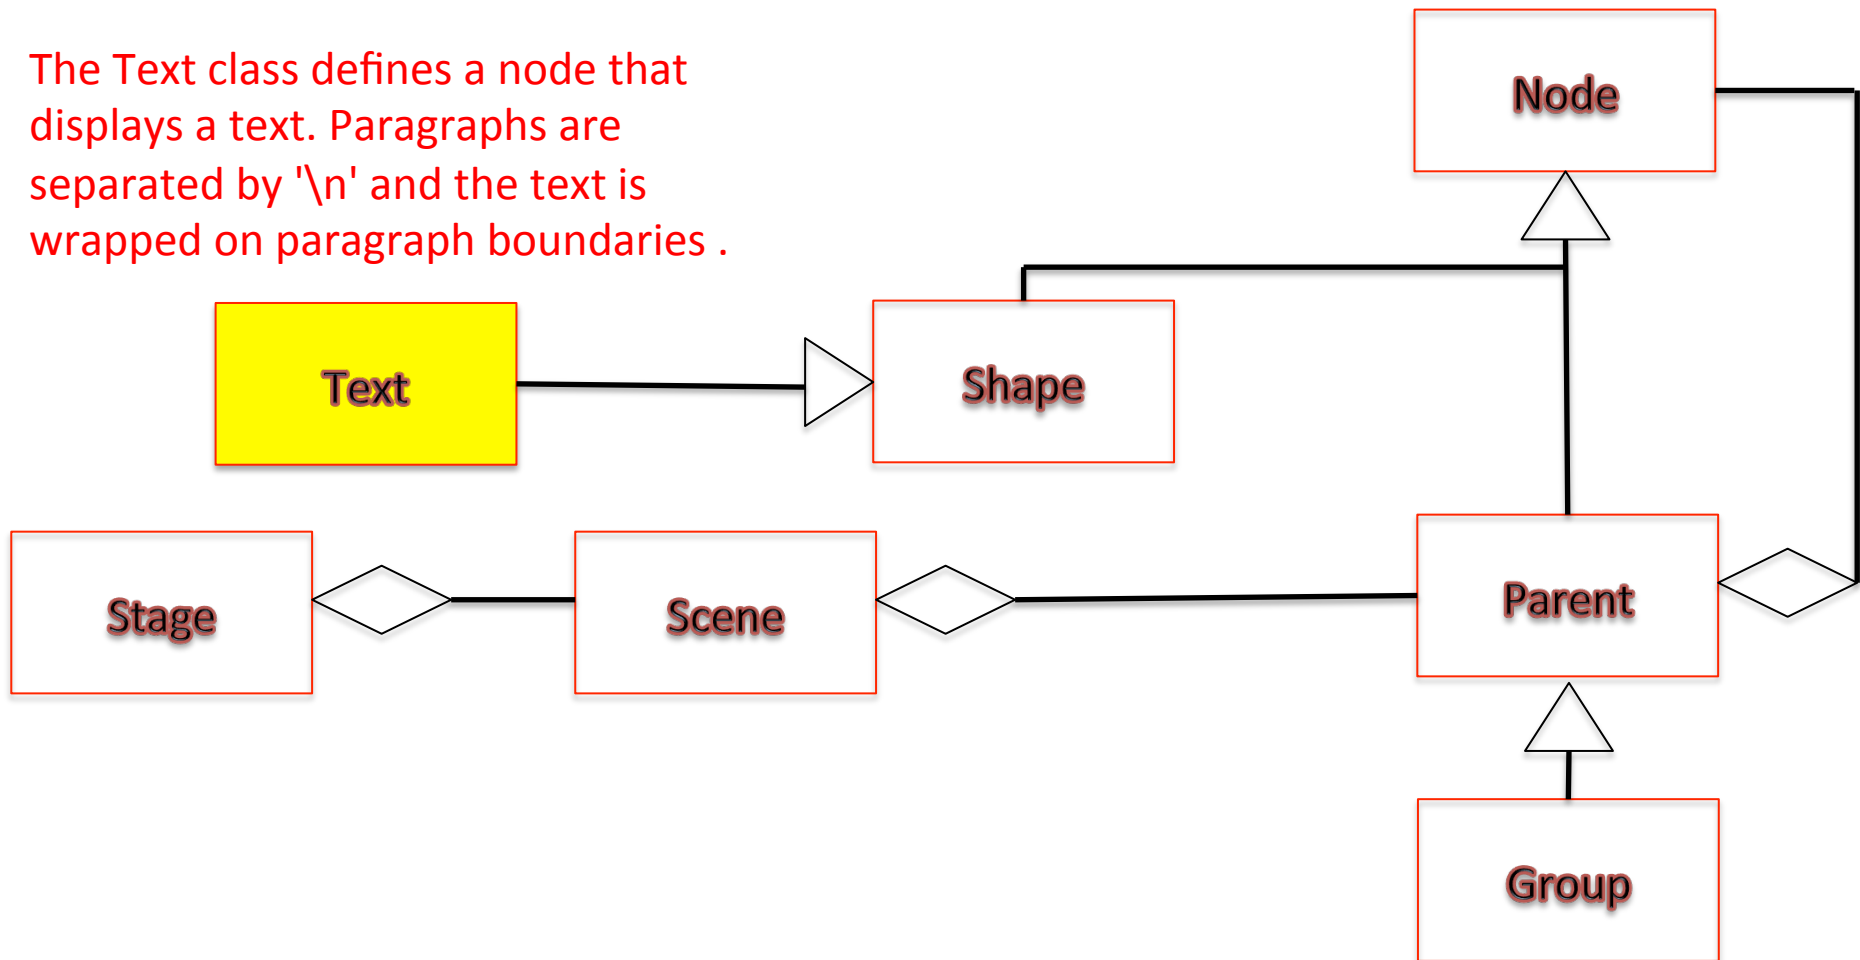 The Text class defines a node that
displays a text. Paragraphs are
separated by '\n' and the text is
wrapped on paragraph boundaries .
Node
Text
Shape
Stage
Scene
Parent
Group